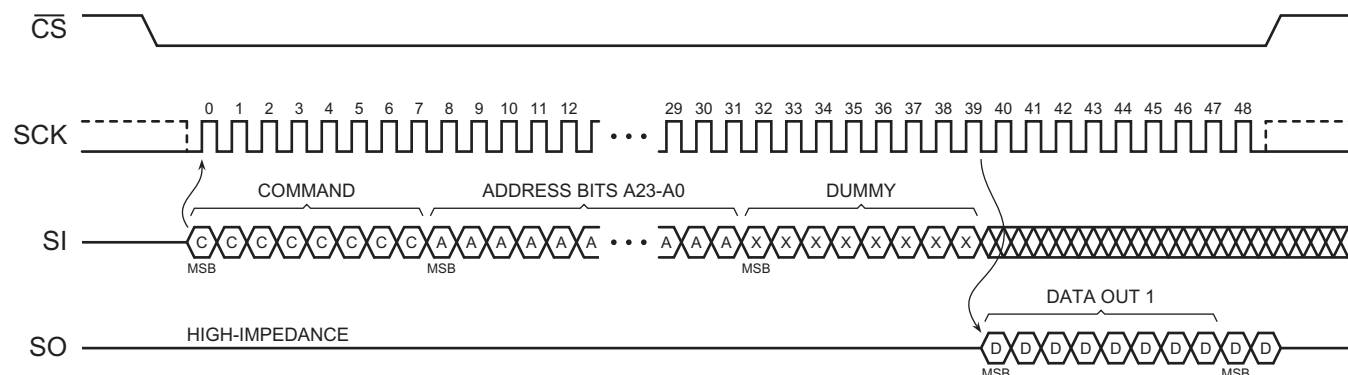 CS
0 1 2 3 4 5 6 7 8 9 10 11 12 29 30 31 32 33 34 35 36 37 38 39 40 41 42 43 44 45 46 47 48
SCK
COMMAND ADDRESS BITS A23-A0 DUMMY
SI C C C C C C C C A A A A A A • • • A A A X X X X X X X X
MSB MSB MSB
DATA OUT 1
HIGH-IMPEDANCE
SO D D D D D D D D D D
MSB MSB